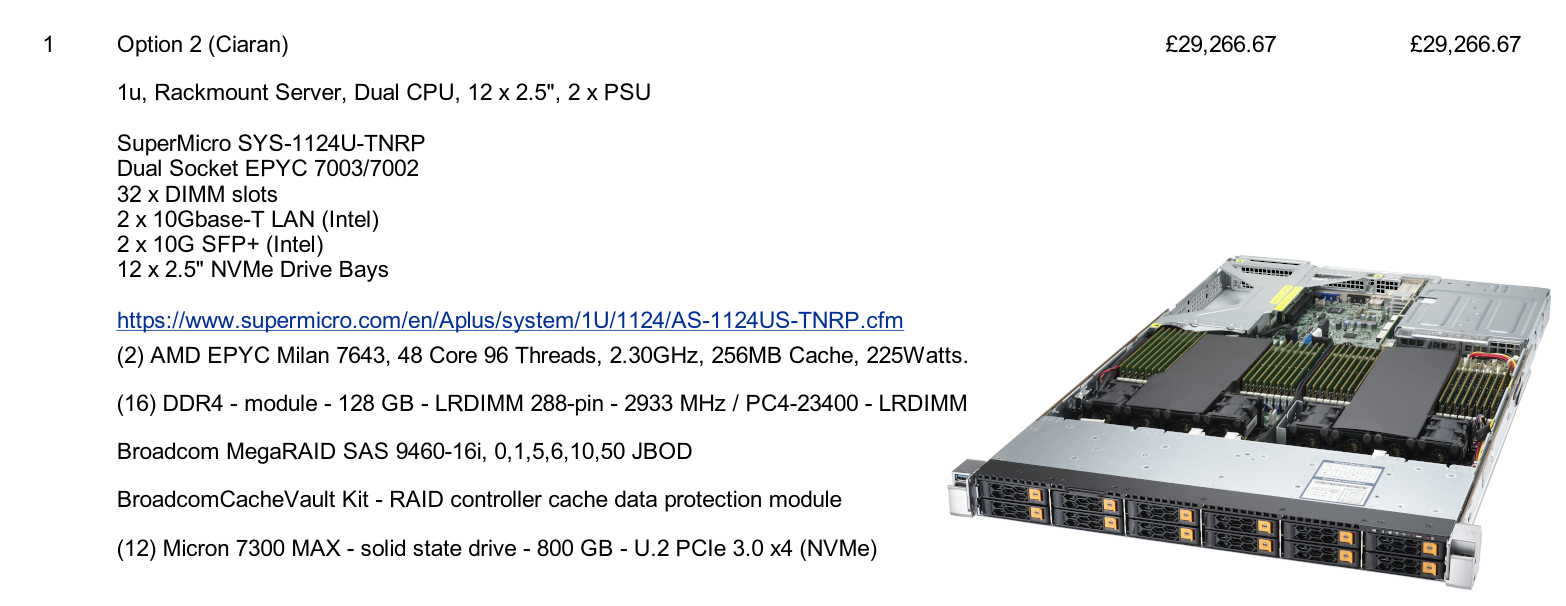 1 Option 2 (Ciaran) £29,266.67 £29,266.67
1u, Rackmount Server, Dual CPU, 12 x 2.5", 2 x PSU
SuperMicro SYS-1124U-TNRP
Dual Socket EPYC 7003/7002
32 x DIMM slots
2 x 10Gbase-T LAN (Intel)
2 x 10G SFP+ (Intel)
12 x 2.5" NVMe Drive Bays
https://www.supermicro.com/en/Aplus/system/1U/1124/AS-1124US-TNRP.cfm
(2) AMD EPYC Milan 7643, 48 Core 96 Threads, 2.30GHz, 256MB Cache, 225Watts.
(16) DDR4 - module - 128 GB - LRDIMM 288-pin - 2933 MHz / PC4-23400 - LRDIMM
Broadcom MegaRAID SAS 9460-16i, 0,1,5,6,10,50 JBOD
BroadcomCacheVault Kit - RAID controller cache data protection module
(12) Micron 7300 MAX - solid state drive - 800 GB - U.2 PCIe 3.0 x4 (NVMe)